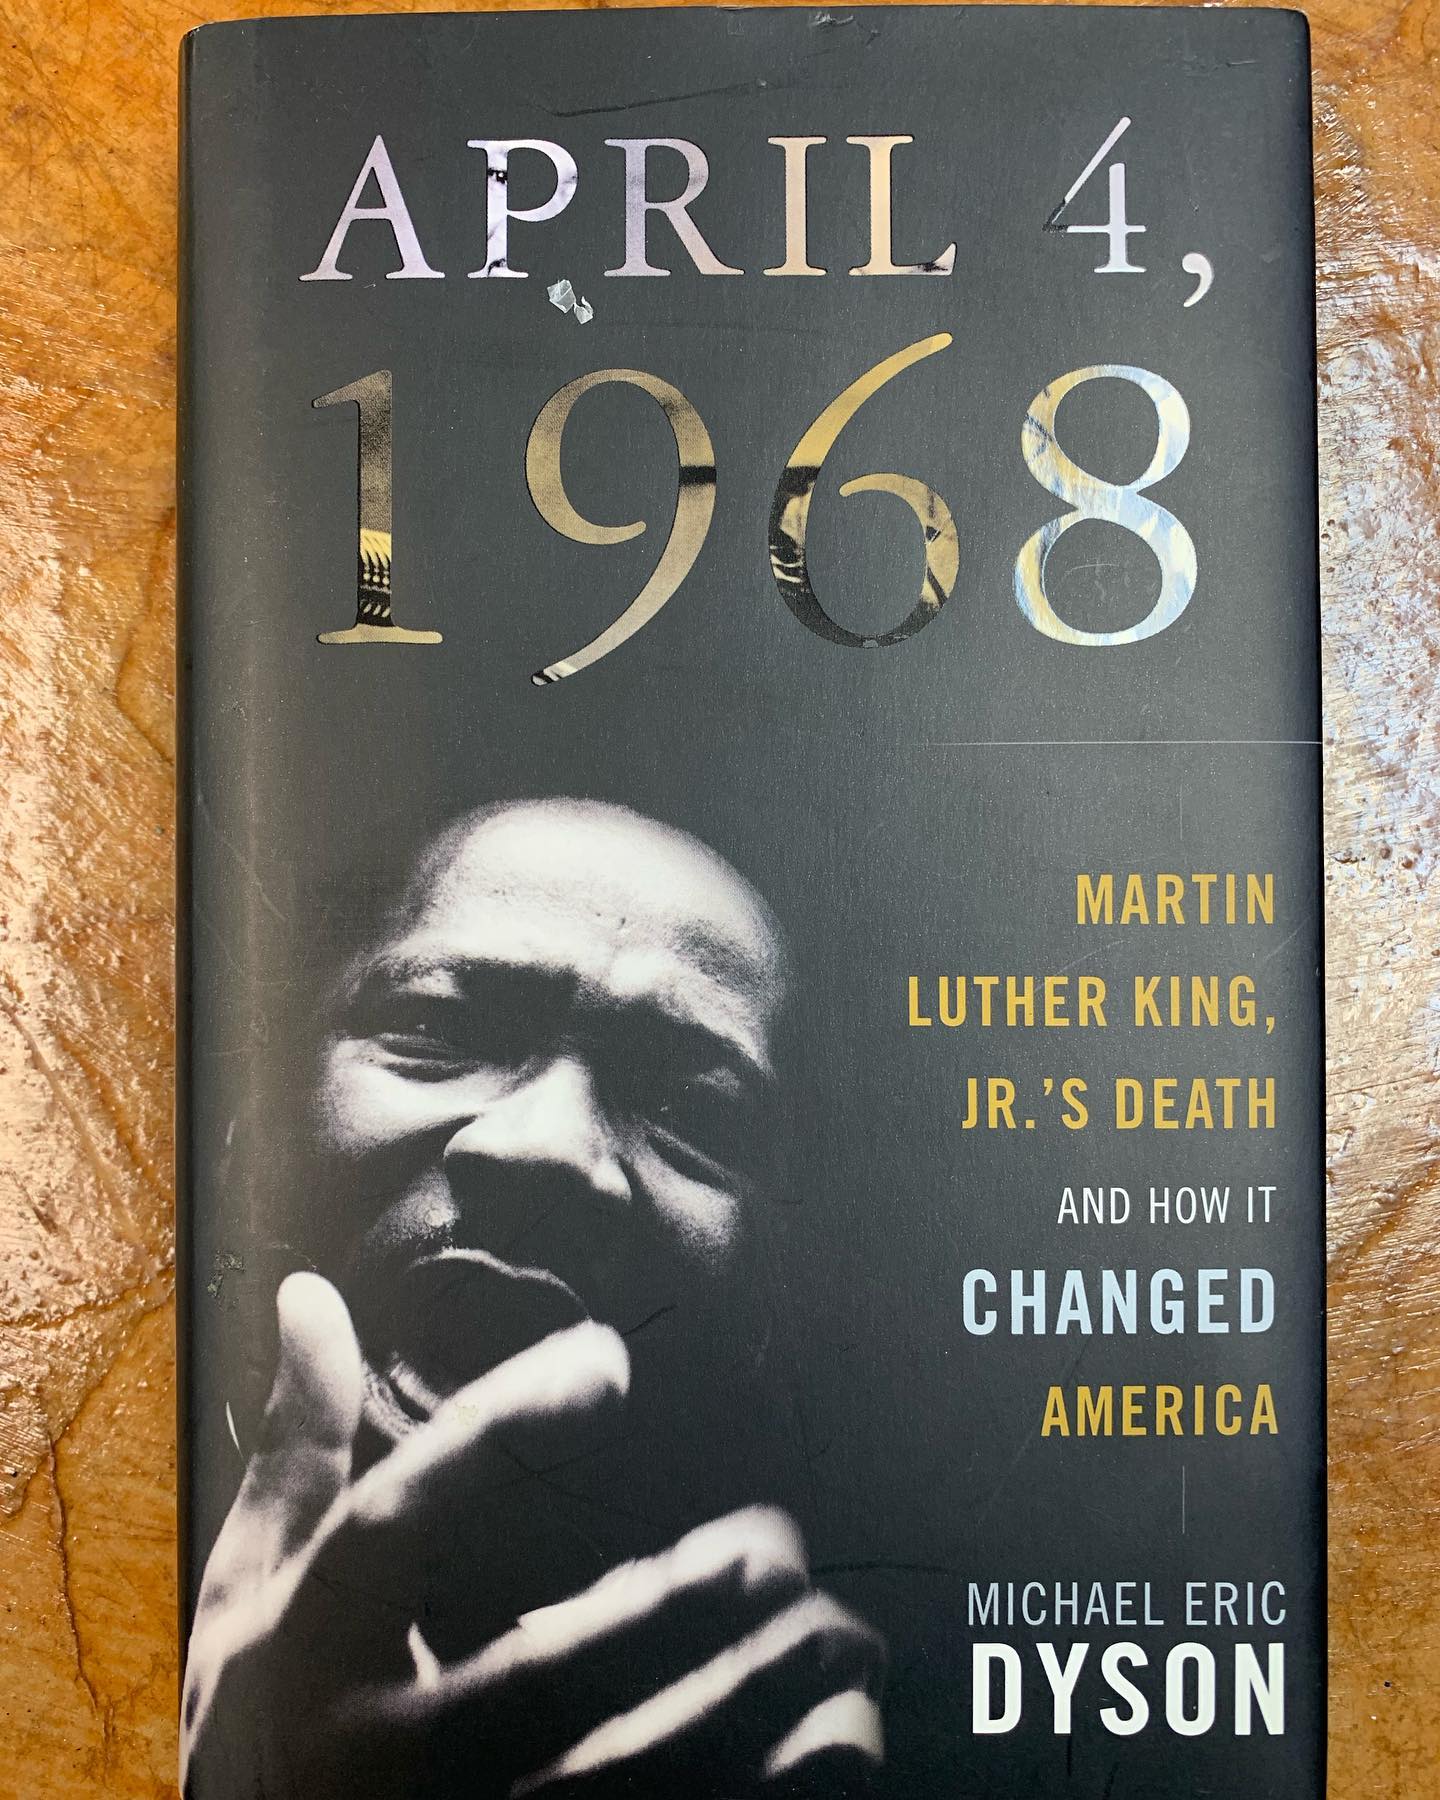 APRIL 4,
1968
MARTIN
LUTHER KING,
JR.'S DEATH
AND HOW IT
CHANGED
AMERICA
MICHAEL ERIC
DYSON